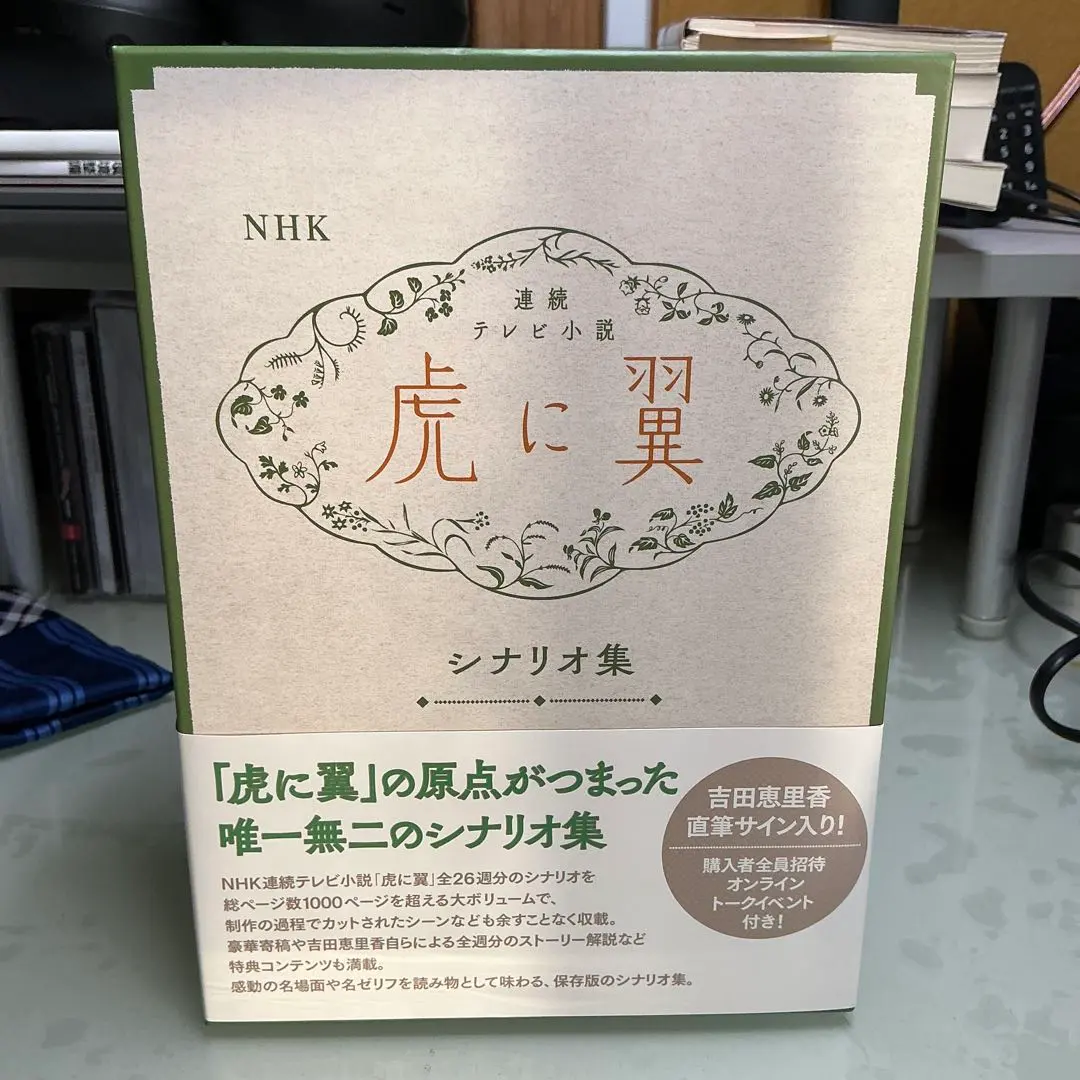 NHK
連続
テレビ小説
虎に翼
シナリオ集
「虎に翼」の原点がつまった
唯一無二のシナリオ集
NHK連続テレビ小説「虎に翼」全26週分のシナリオを
総ページ数1000ページを超える大ボリュームで、
制作の過程でカットされたシーンなども余すことなく収載。
豪華寄稿や吉田恵里香自らによる全週分のストーリー解説など
特典コンテンツも満載。
感動の名場面や名ゼリフを読み物として味わる、保存版のシナリオ集。
吉田恵里香
直筆サイン入り!
購入者全員招待
オンライン
トークイベント
付き!